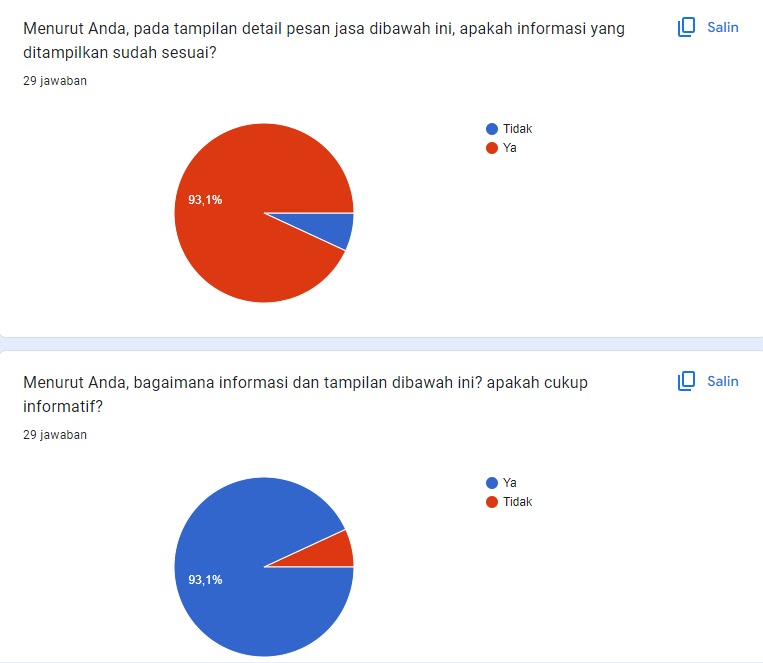 Menurut Anda, pada tampilan detail pesan jasa dibawah ini, apakah informasi yang
ditampilkan sudah sesuai?
Salin
29 jawaban
Tidak
Ya
93,1%
Menurut Anda, bagaimana informasi dan tampilan dibawah ini? apakah cukup
informatif?
Salin
29 jawaban
Ya
Tidak
93,1%